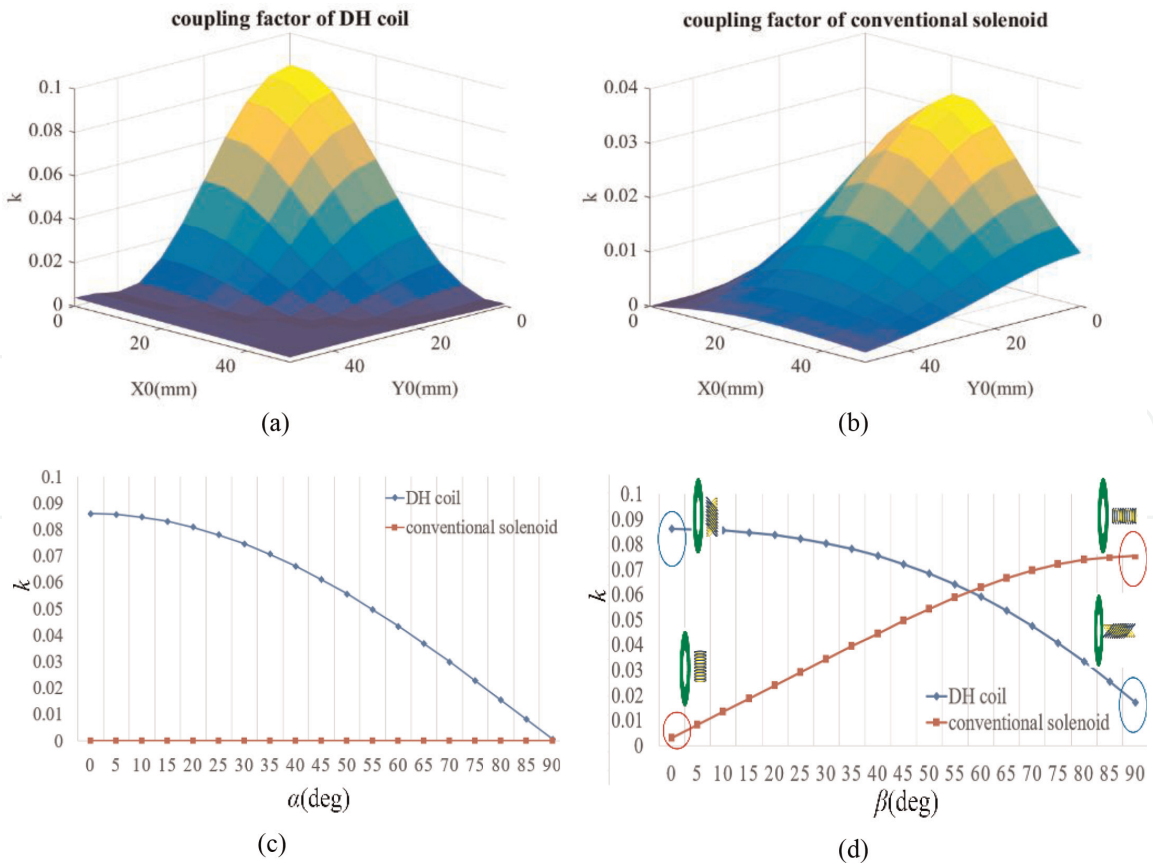 coupling factor of DH coil
0.1
0.08
0.06
0.04
0.02
0
k
0
20
40
X0(mm)
40
20
0
Y0(mm)
(a)
coupling factor of conventional solenoid
0.04
0.03
0.02
0.01
0
k
0
20
40
X0(mm)
40
20
0
Y0(mm)
(b)
0.1
0.09
0.08
0.07
0.06
0.05
0.04
0.03
0.02
0.01
0
k
DH coil
conventional solenoid
0 5 10 15 20 25 30 35 40 45 50 55 60 65 70 75 80 85 90
α(deg)
(c)
0.1
0.09
0.08
0.07
0.06
0.05
0.04
0.03
0.02
0.01
0
k
DH coil
conventional solenoid
0 5 10 15 20 25 30 35 40 45 50 55 60 65 70 75 80 85 90
β(deg)
(d)